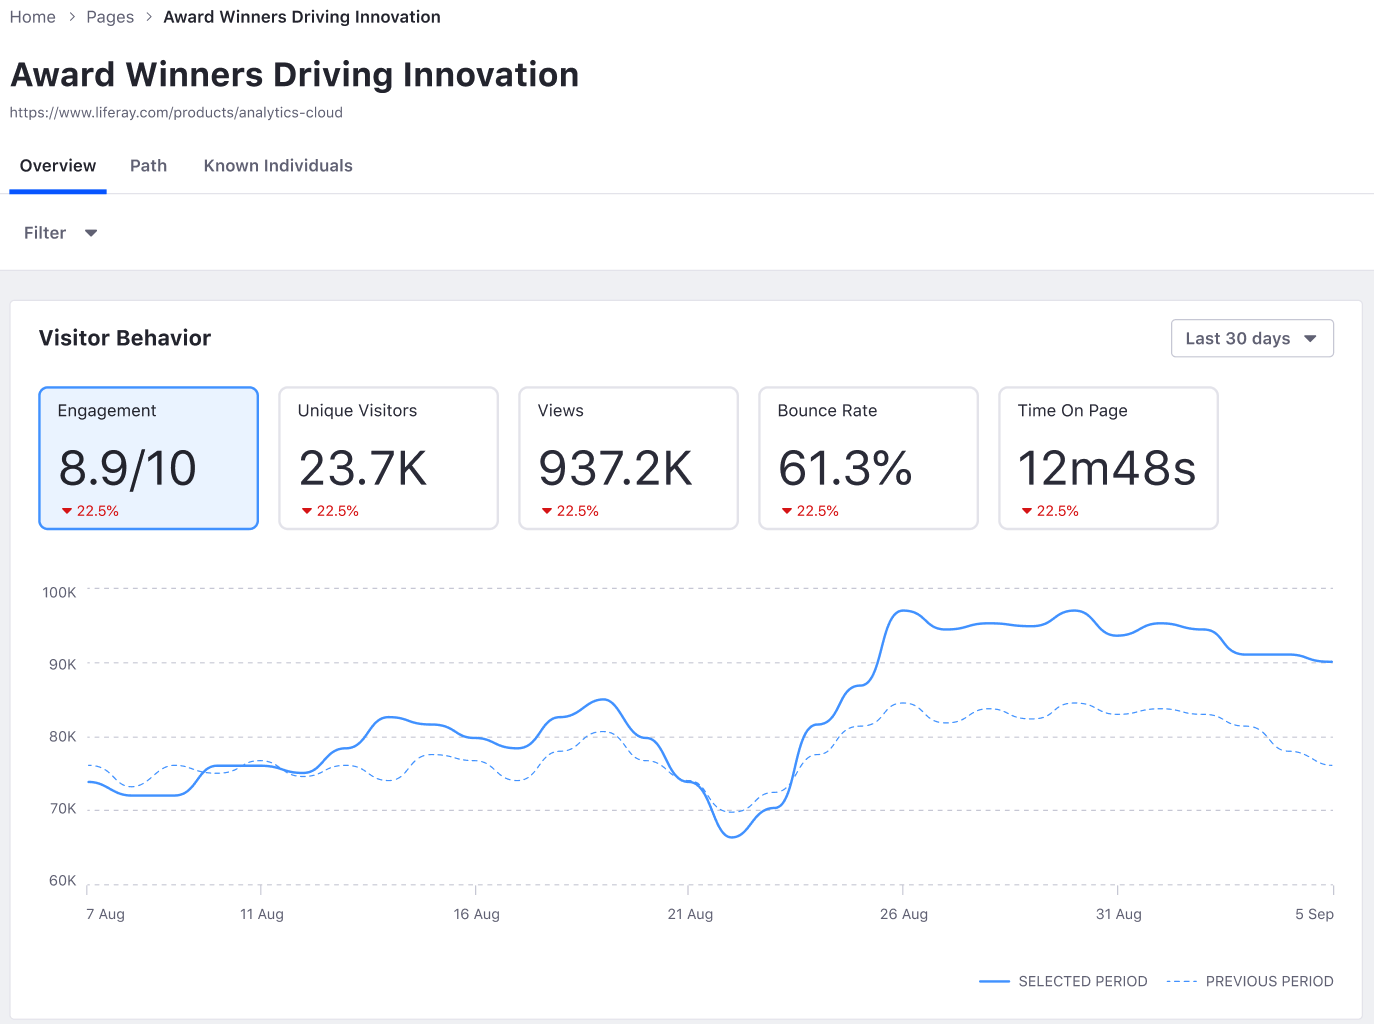 Home > Pages > Award Winners Driving Innovation
Award Winners Driving Innovation
https://www.liferay.com/products/analytics-cloud
Overview Path Known Individuals
Filter
Visitor Behavior
Last 30 days
Engagement
8.9/10
22.5%
Unique Visitors
23.7K
22.5%
Views
937.2K
22.5%
Bounce Rate
61.3%
22.5%
Time On Page
12m48s
22.5%
100K
90K
80K
70K
60K
7 Aug 11 Aug 16 Aug 21 Aug 26 Aug 31 Aug 5 Sep
SELECTED PERIOD PREVIOUS PERIOD